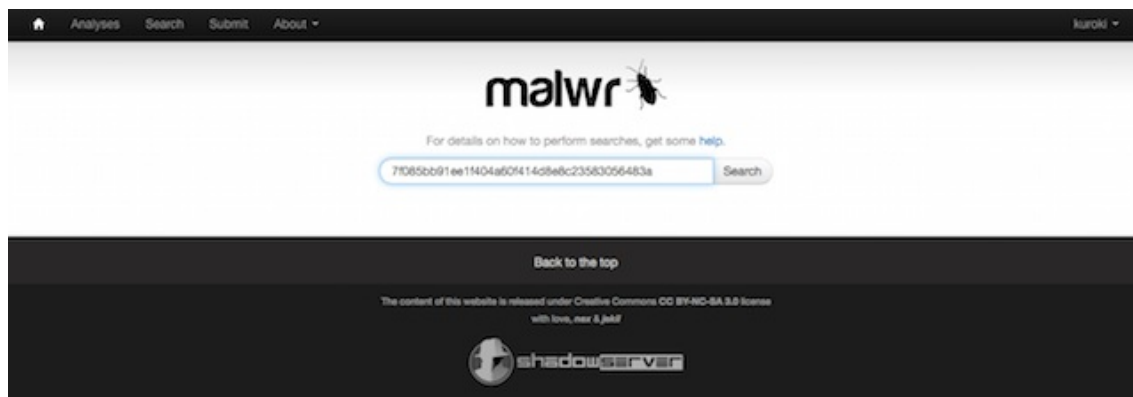 Analyses Search Submit About
kuroki
malwr
For details on how to perform searches, get some help.
7f085bb91ee1f404a60f414d8e8c23583056483a
Search
Back to the top
The content of this website is released under Creative Commons CC BY-NC-SA 3.0 license
with love, nex & jekil
shadowserver